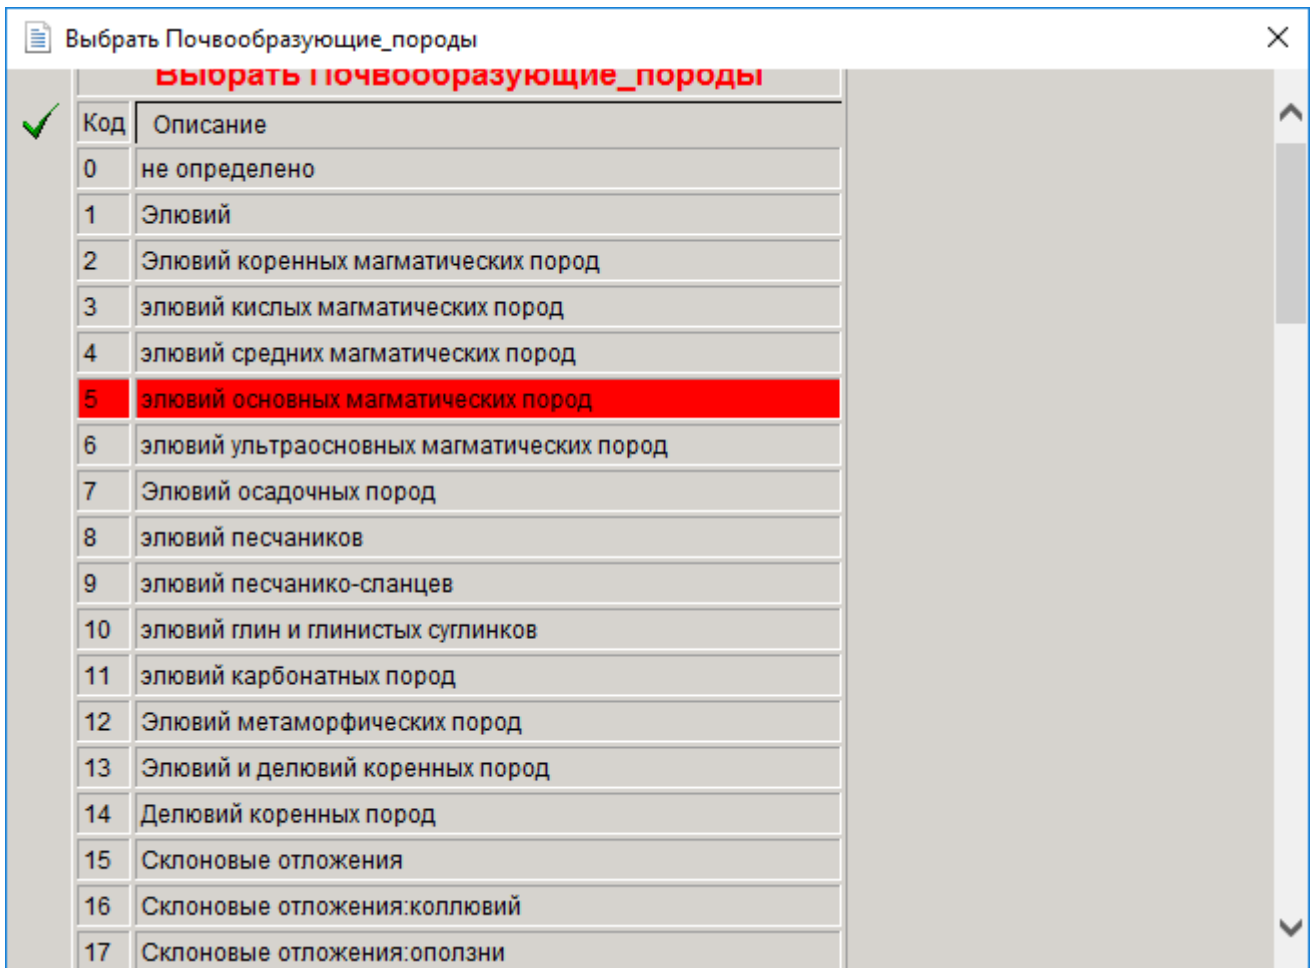 Выбрать Почвообразующие_породы
Выбрать Почвообразующие_породы
Код Описание
0 не определено
1 Элювий
2 Элювий коренных магматических пород
3 элювий кислых магматических пород
4 элювий средних магматических пород
5 элювий основных магматических пород
6 элювий ультраосновных магматических пород
7 Элювий осадочных пород
8 элювий песчаников
9 элювий песчанико-сланцев
10 элювий глин и глинистых суглинков
11 элювий карбонатных пород
12 Элювий метаморфических пород
13 Элювий и делювий коренных пород
14 Делювий коренных пород
15 Склоновые отложения
16 Склоновые отложения:коллювий
17 Склоновые отложения:оползни